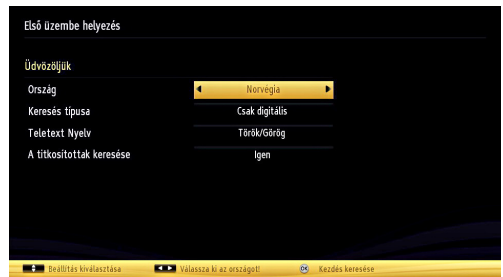 Első üzembe helyezés
Üdvözöljük
Ország Norvégia
Keresés típusa Csak digitális
Teletext Nyelv Török/Görög
A titkosítottak keresése Igen
Beállítás kiválasztása Válassza ki az országot! OK Kezdés keresése